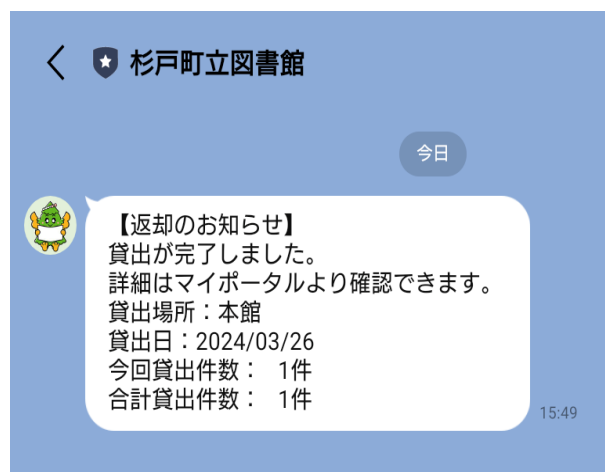 杉戸町立図書館
今日
【返却のお知らせ】
貸出が完了しました。
詳細はマイポータルより確認できます。
貸出場所：本館
貸出日：2024/03/26
今回貸出件数： 1件
合計貸出件数： 1件
15:49